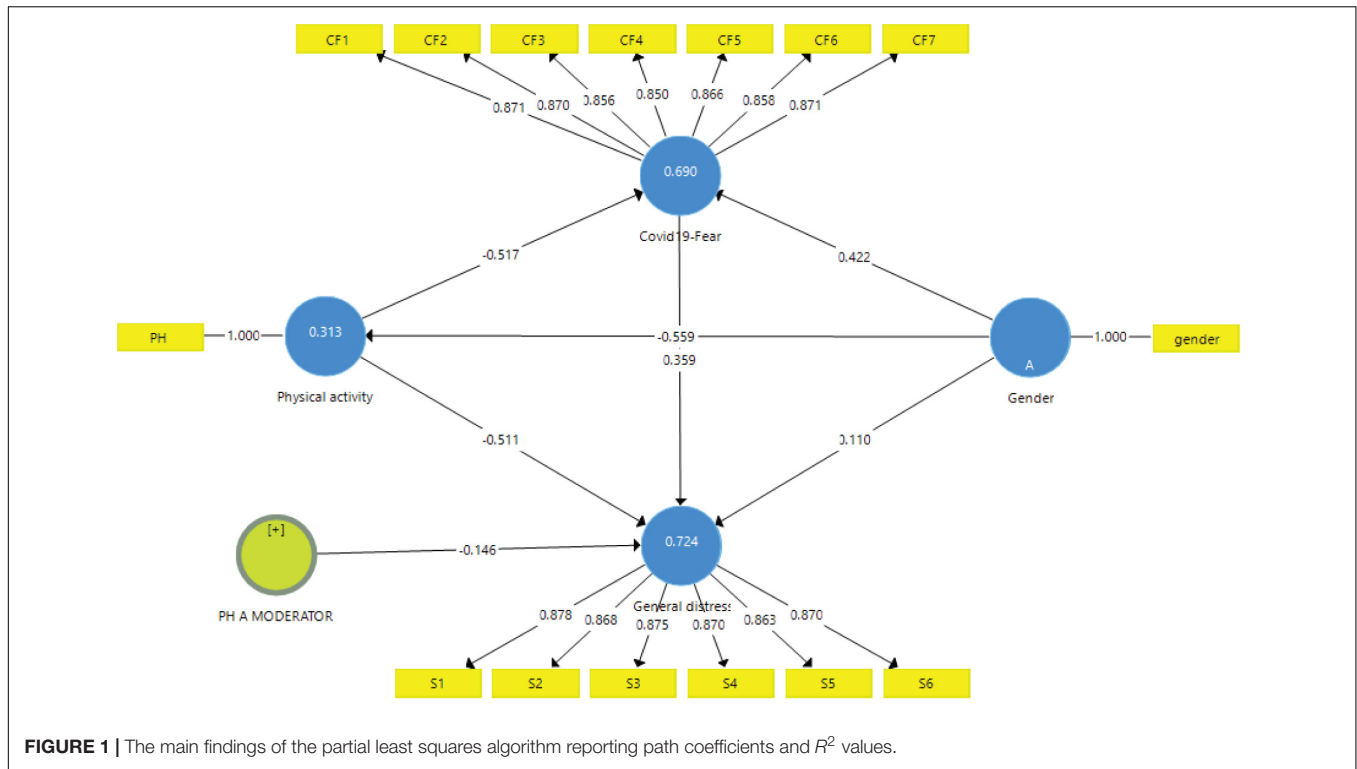 CF1 CF2 CF3 CF4 CF5 CF6 CF7
0.871 0.870 0.856 0.850 0.866 0.858 0.871
0.690
Covid19-Fear
-0.517 0.422
PH 1.000 0.313 -0.559 1.000 gender
0.359
A
Physical activity Gender
-0.511 0.110
[+]
0.724
-0.146
PH A MODERATOR
General distress
0.878 0.868 0.875 0.870 0.863 0.870
S1 S2 S3 S4 S5 S6
FIGURE 1 | The main findings of the partial least squares algorithm reporting path coefficients and R² values.